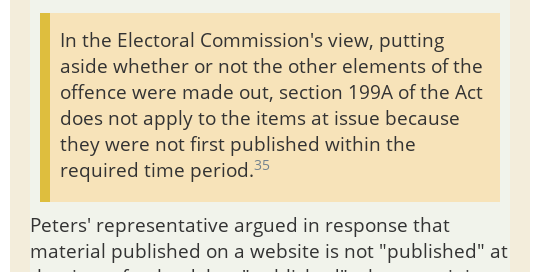 In the Electoral Commission's view, putting
aside whether or not the other elements of the
offence were made out, section 199A of the Act
does not apply to the items at issue because
they were not first published within the
required time period.35
Peters' representative argued in response that
material published on a website is not "published" at